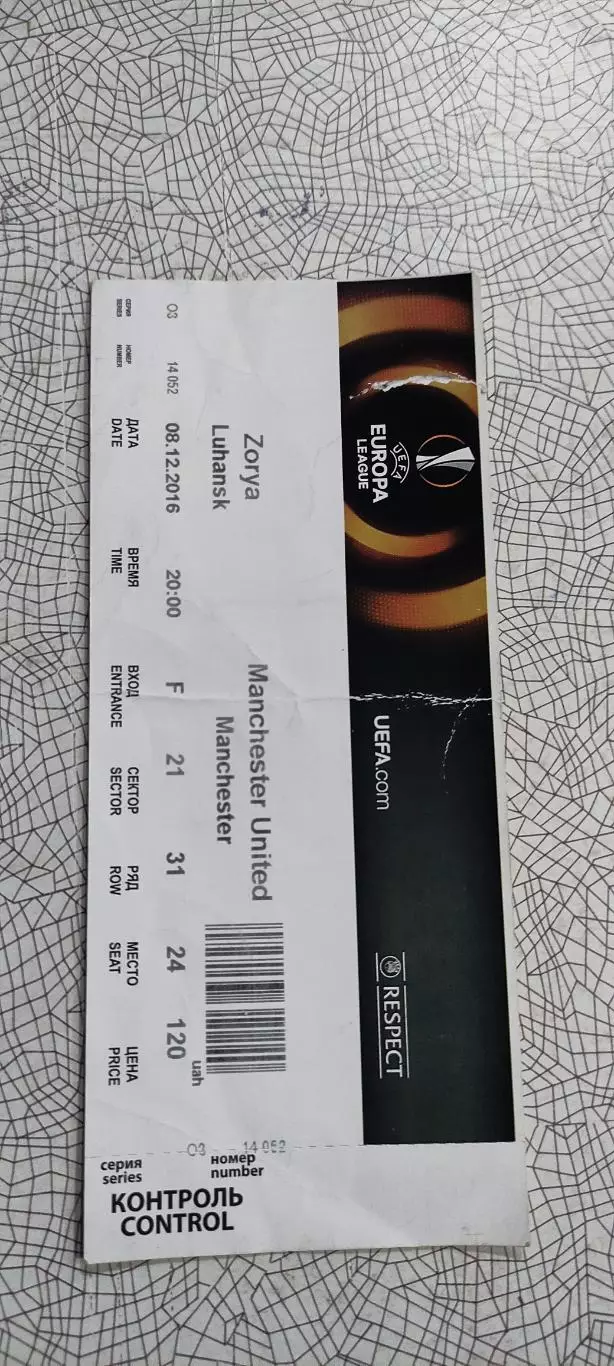 UEFA
EUROPA
LEAGUE
UEFA.com
RESPECT
Zorya
Luhansk
Manchester United
Manchester
ОЗ 14 052 08.12.2016 20:00 F 21 31 24 120 uah
СЕРИЯ НОМЕР ДАТА ВРЕМЯ ВХОД СЕКТОР РЯД МЕСТО ЦЕНА
SERIES NUMBER DATE TIME ENTRANCE SECTOR ROW SEAT PRICE
ОЗ 14 052
серия номер
series number
КОНТРОЛЬ
CONTROL